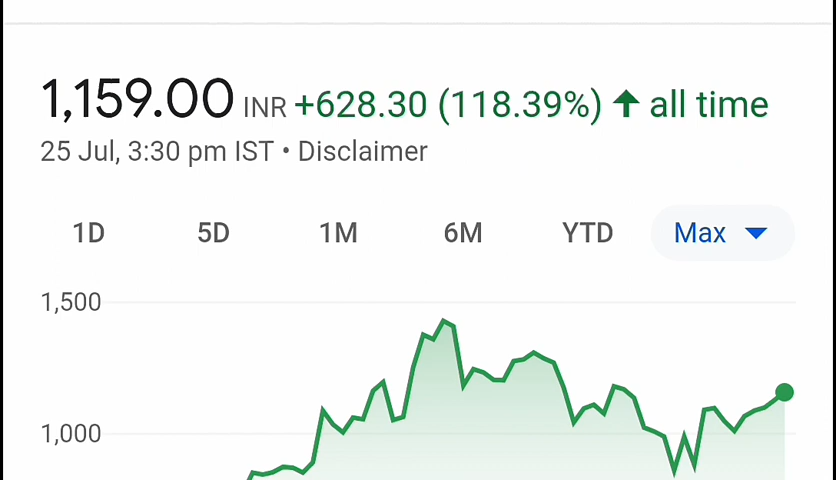 1,159.00 INR +628.30 (118.39%) ↑ all time
25 Jul, 3:30 pm IST • Disclaimer
1D 5D 1M 6M YTD Max
1,500
1,000